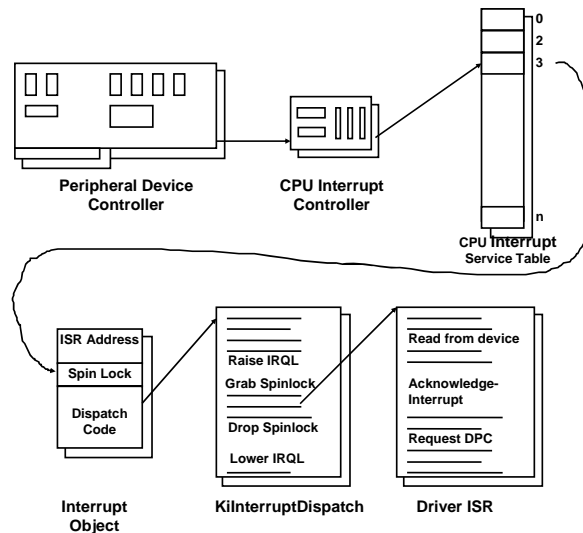 0
2
3
n
Peripheral Device
Controller
CPU Interrupt
Controller
CPU Interrupt
Service Table
ISR Address
Spin Lock
Dispatch
Code
Raise IRQL
Grab Spinlock
Drop Spinlock
Lower IRQL
Read from device
Acknowledge-
Interrupt
Request DPC
Interrupt
Object
KiInterruptDispatch
Driver ISR